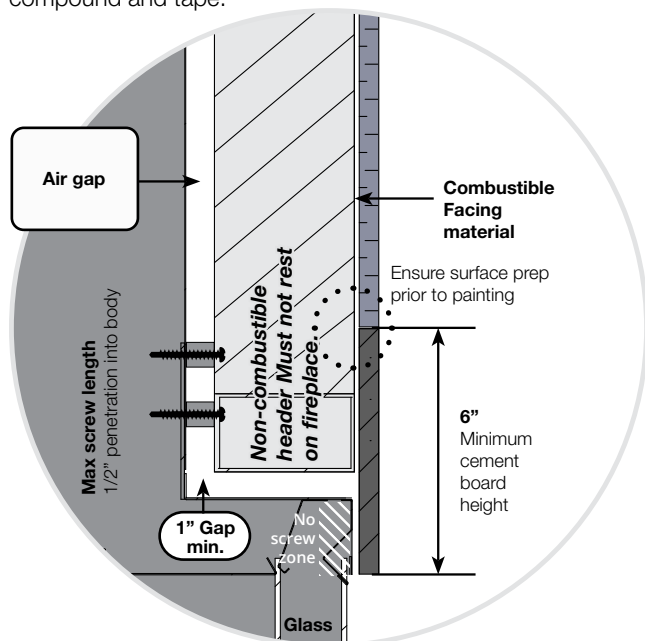 compound and tape.
Air gap
Combustible
Facing
material
Ensure surface prep
prior to painting
Non-combustible
header Must not rest
on fireplace.
Max screw length
1/2” penetration into body
6”
Minimum
cement
board
height
1” Gap
min.
No
screw
zone
Glass